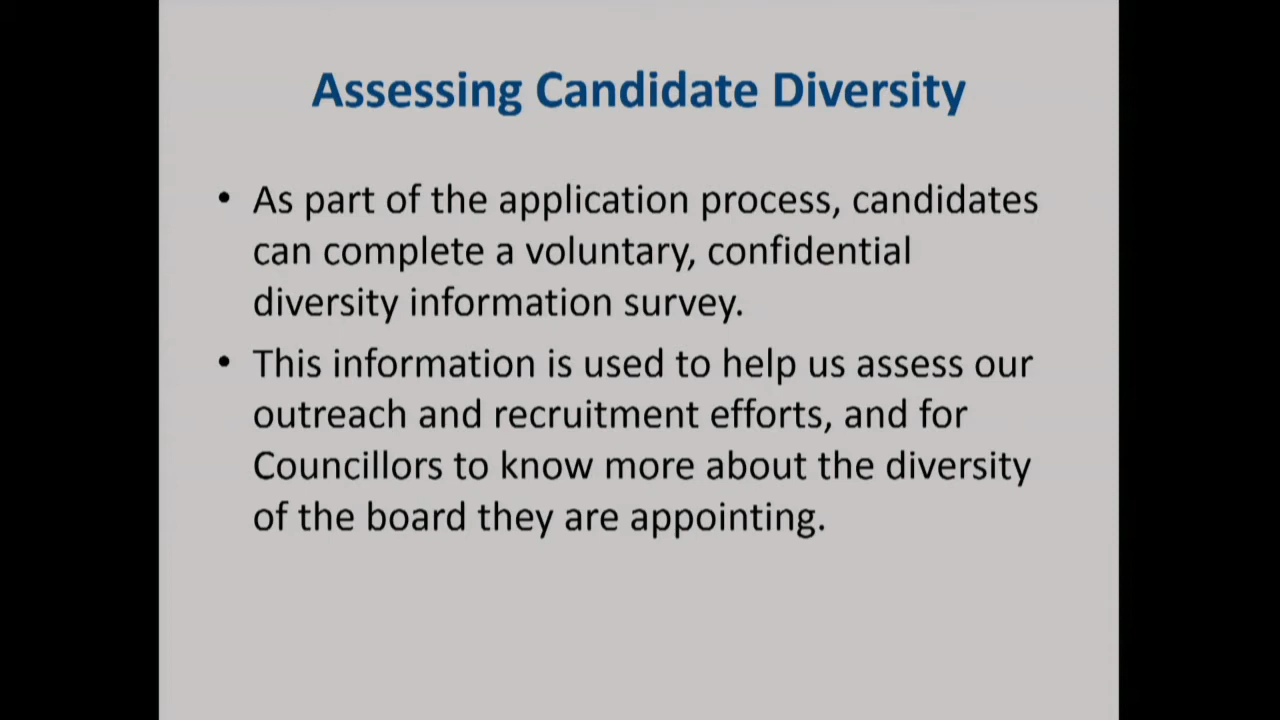 Assessing Candidate Diversity
• As part of the application process, candidates
can complete a voluntary, confidential
diversity information survey.
• This information is used to help us assess our
outreach and recruitment efforts, and for
Councillors to know more about the diversity
of the board they are appointing.